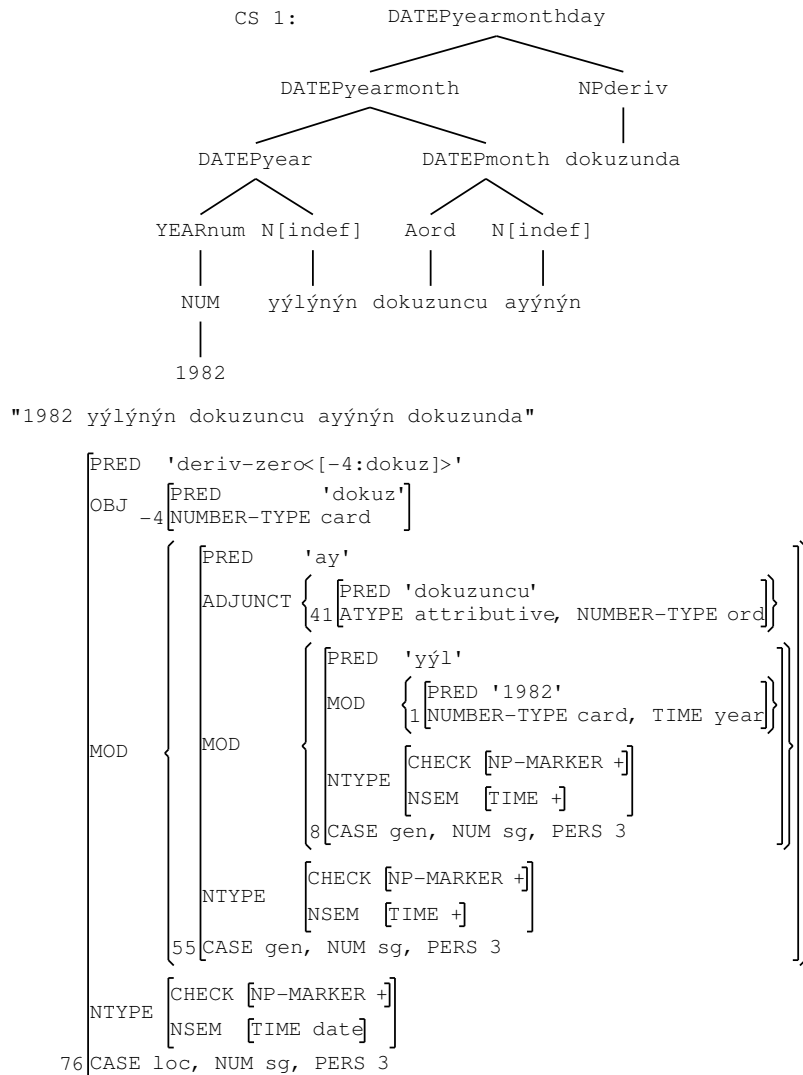 CS 1: DATEPyearmonthday
DATEPyearmonth NPderiv
DATEPyear DATEPmonth dokuzunda
YEARnum N[indef] Aord N[indef]
NUM yýlýnýn dokuzuncu ayýnýn
1982
"1982 yýlýnýn dokuzuncu ayýnýn dokuzunda"
PRED 'deriv-zero<[-4:dokuz]>'
OBJ
PRED 'dokuz'
-4 NUMBER-TYPE card
PRED 'ay'
ADJUNCT
PRED 'dokuzuncu'
41 ATYPE attributive, NUMBER-TYPE ord
PRED 'yýl'
MOD
PRED '1982'
1 NUMBER-TYPE card, TIME year
MOD MOD
NTYPE
CHECK [NP-MARKER +]
NSEM [TIME +]
8 CASE gen, NUM sg, PERS 3
NTYPE
CHECK [NP-MARKER +]
NSEM [TIME +]
55 CASE gen, NUM sg, PERS 3
NTYPE
CHECK [NP-MARKER +]
NSEM [TIME date]
76 CASE loc, NUM sg, PERS 3